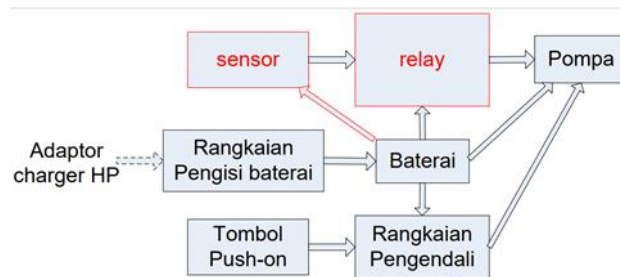 sensor
relay
Pompa
Adaptor
charger HP
Rangkaian
Pengisi baterai
Baterai
Tombol
Push-on
Rangkaian
Pengendali